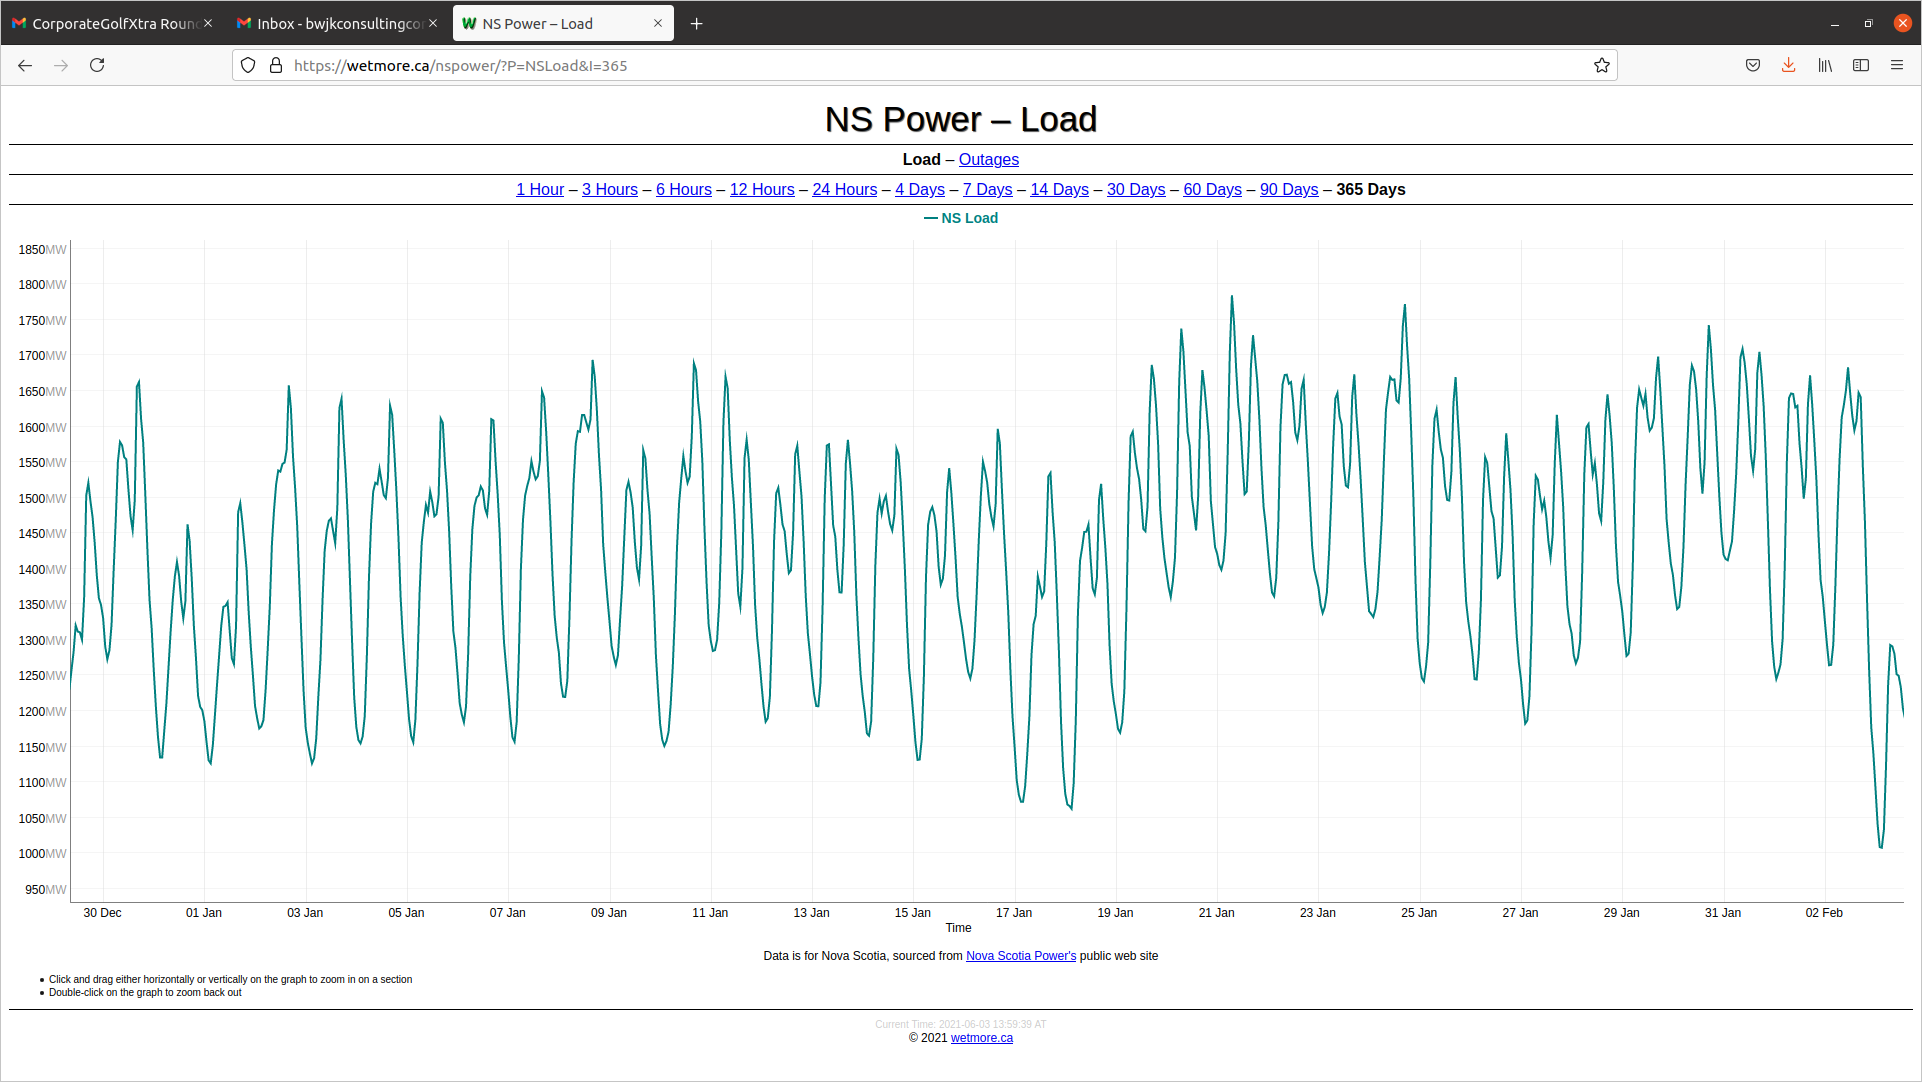 CorporateGolfXtra Roun
Inbox - bwjkconsultingco
NS Power – Load
https://wetmore.ca/nspower/?P=NSLoad&I=365
NS Power – Load
Load – Outages
1 Hour – 3 Hours – 6 Hours – 12 Hours – 24 Hours – 4 Days – 7 Days – 14 Days – 30 Days – 60 Days – 90 Days – 365 Days
NS Load
1850MW
1800MW
1750MW
1700MW
1650MW
1600MW
1550MW
1500MW
1450MW
1400MW
1350MW
1300MW
1250MW
1200MW
1150MW
1100MW
1050MW
1000MW
950MW
30 Dec 01 Jan 03 Jan 05 Jan 07 Jan 09 Jan 11 Jan 13 Jan 15 Jan 17 Jan 19 Jan 21 Jan 23 Jan 25 Jan 27 Jan 29 Jan 31 Jan 02 Feb
Time
Data is for Nova Scotia, sourced from Nova Scotia Power's public web site
• Click and drag either horizontally or vertically on the graph to zoom in on a section
• Double-click on the graph to zoom back out
Current Time: 2021-06-03 13:59:39 AT
© 2021 wetmore.ca